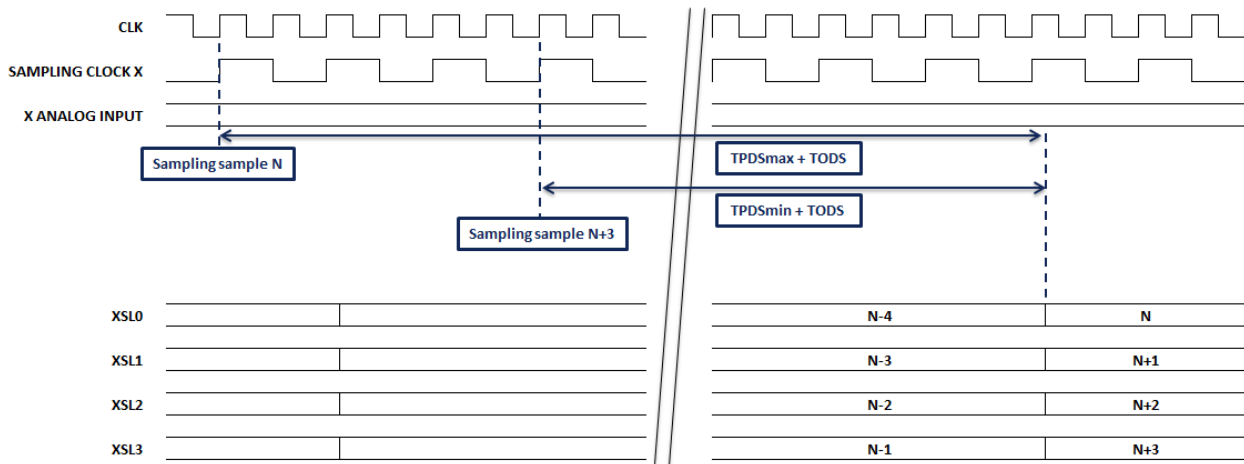 CLK
SAMPLING CLOCK X
X ANALOG INPUT
Sampling sample N
TPDSmax + TODS
TPDSmin + TODS
Sampling sample N+3
XSL0 N-4 N
XSL1 N-3 N+1
XSL2 N-2 N+2
XSL3 N-1 N+3